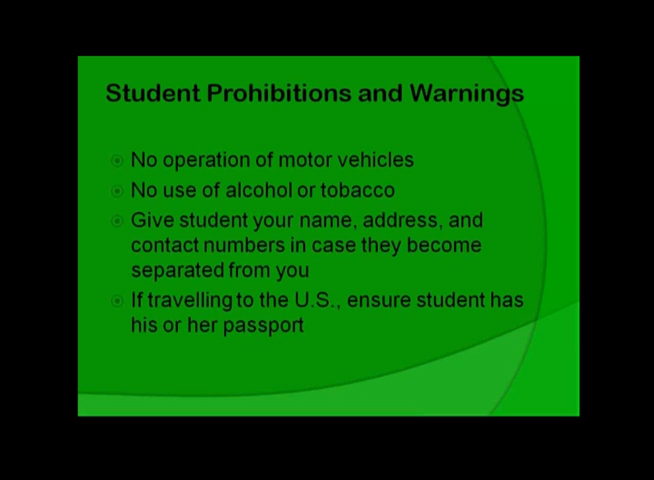 Student Prohibitions and Warnings
No operation of motor vehicles
No use of alcohol or tobacco
Give student your name, address, and
contact numbers in case they become
separated from you
If travelling to the U.S., ensure student has
his or her passport